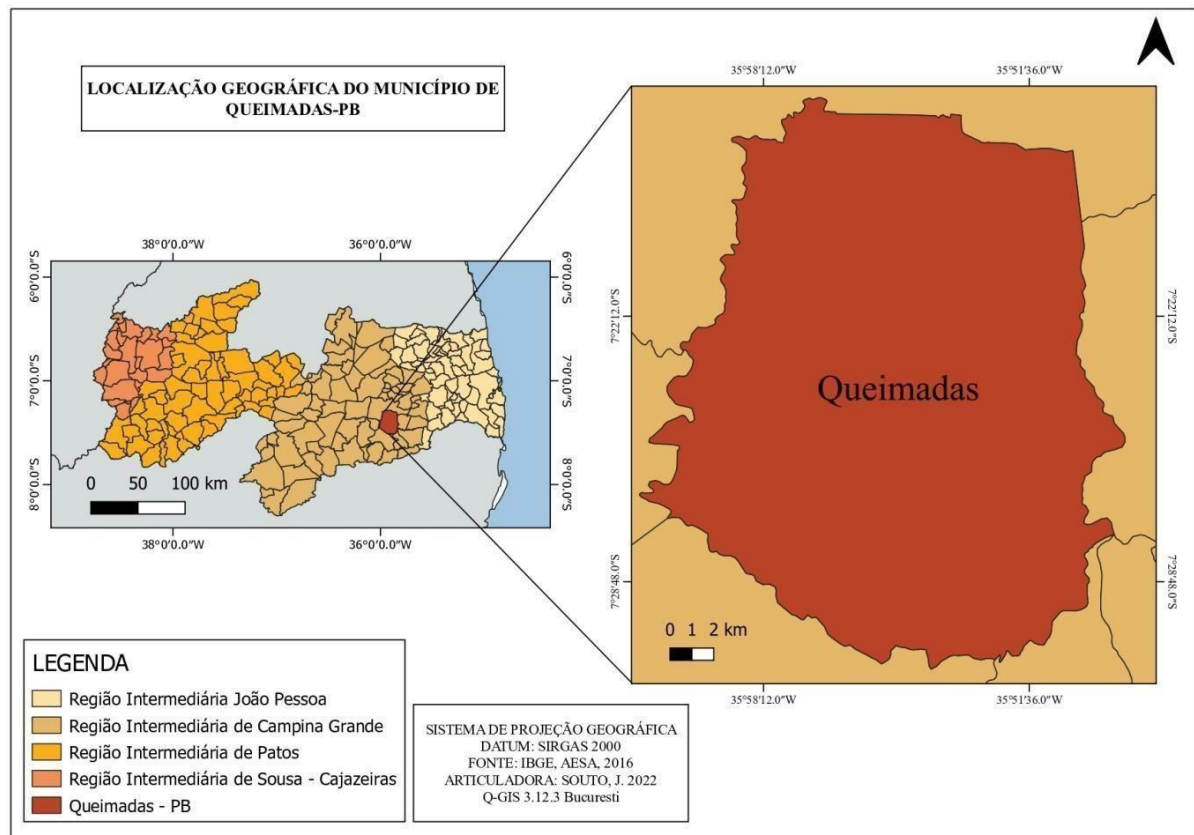 LOCALIZAÇÃO GEOGRÁFICA DO MUNICÍPIO DE
QUEIMADAS-PB
38°0'0.0"W
36°0'0.0"W
6°0'0.0"S
6°0'0.0"S
7°0'0.0"S
7°0'0.0"S
8°0'0.0"S
8°0'0.0"S
0 50 100 km
38°0'0.0"W
36°0'0.0"W
35°58'12.0"W
35°51'36.0"W
7°22'12.0"S
7°22'12.0"S
Queimadas
7°28'48.0"S
7°28'48.0"S
0 1 2 km
35°58'12.0"W
35°51'36.0"W
LEGENDA
Região Intermediária João Pessoa
Região Intermediária de Campina Grande
Região Intermediária de Patos
Região Intermediária de Sousa - Cajazeiras
Queimadas - PB
SISTEMA DE PROJEÇÃO GEOGRÁFICA
DATUM: SIRGAS 2000
FONTE: IBGE, AESA, 2016
ARTICULADORA: SOUTO, J. 2022
Q-GIS 3.12.3 Bucuresti